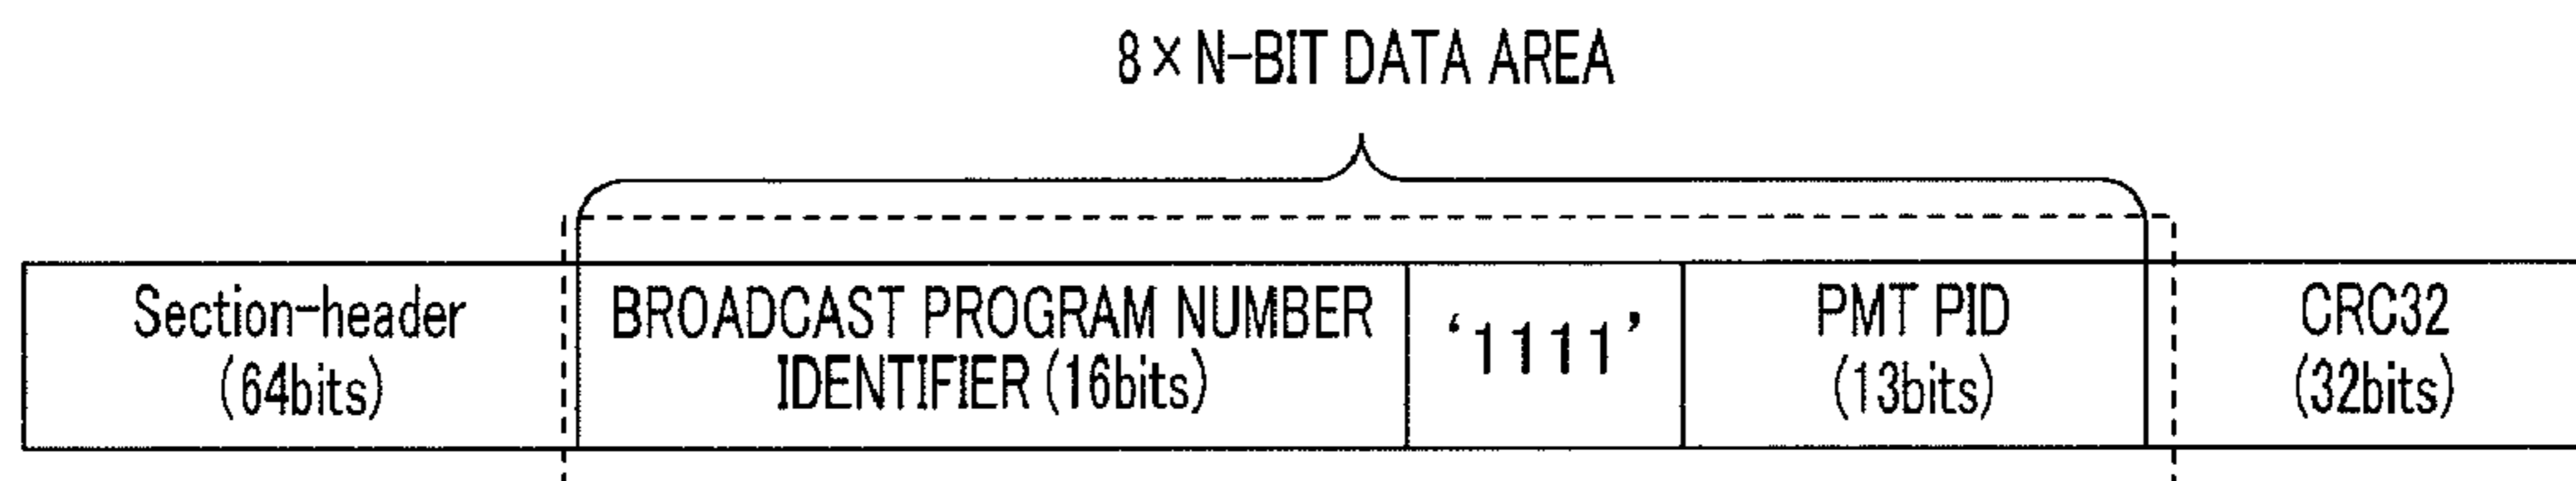 8×N-BIT DATA AREA
Section-header
(64bits)
BROADCAST PROGRAM NUMBER
IDENTIFIER (16bits)
‘1111’
PMT PID
(13bits)
CRC32
(32bits)